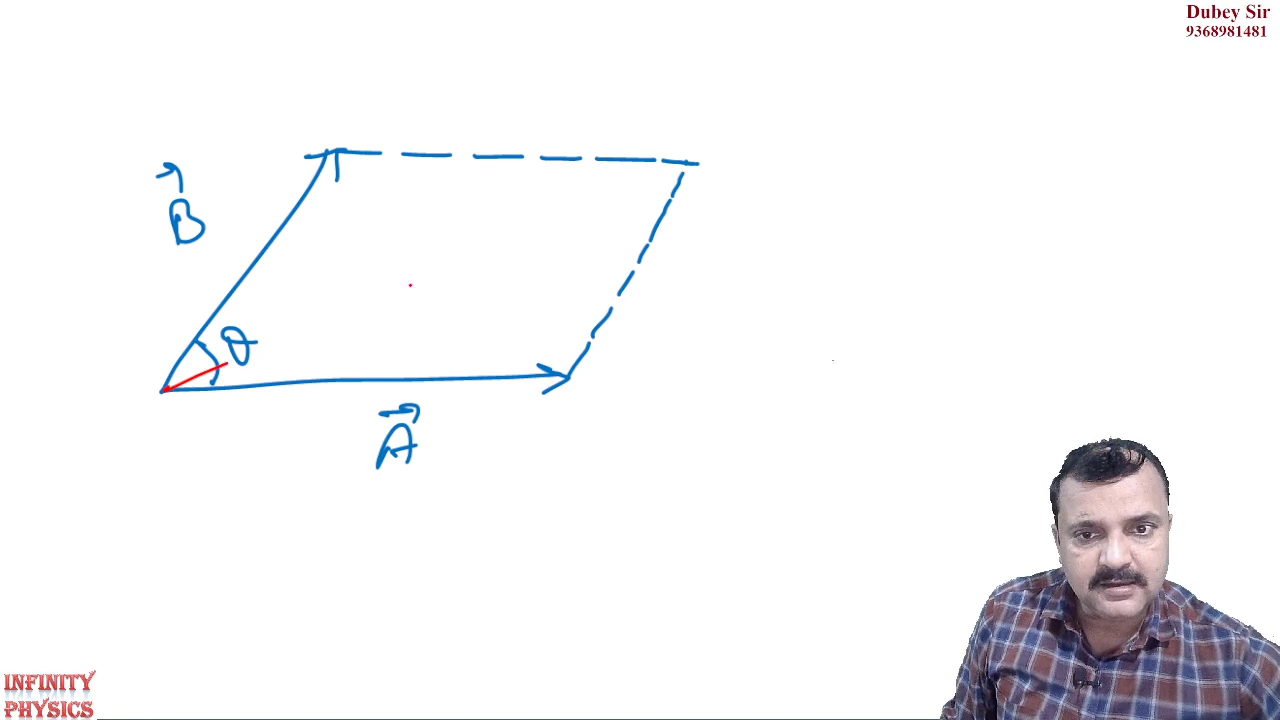 Dubey Sir
9368981481
B⃗
θ
A⃗
INFINITY
PHYSICS